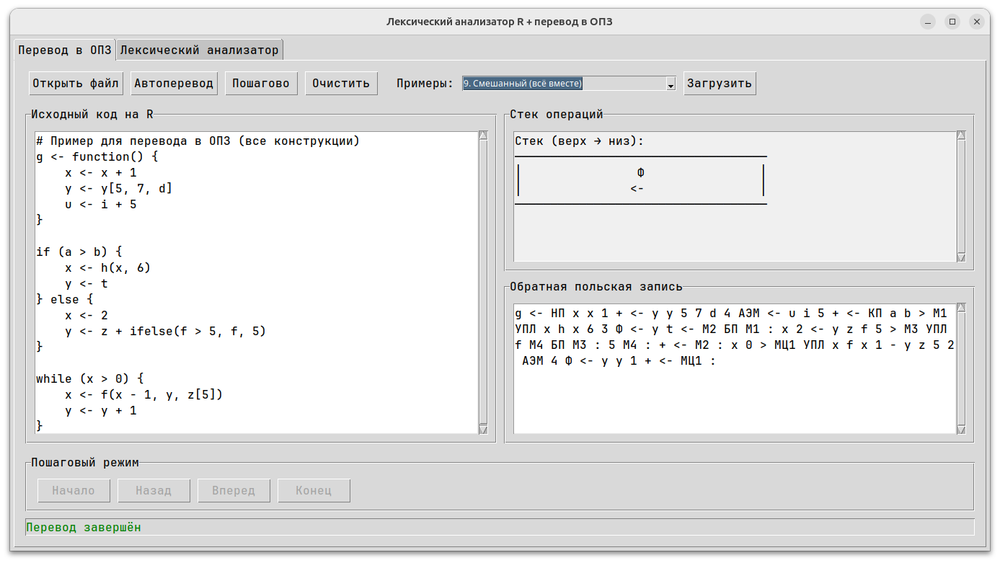 Лексический анализатор R + перевод в ОПЗ
Перевод в ОПЗ Лексический анализатор
Открыть файл Автоперевод Пошагово Очистить Примеры: 9. Смешанный (всё вместе) Загрузить
Исходный код на R
# Пример для перевода в ОПЗ (все конструкции)
g <- function() {
    x <- x + 1
    y <- y[5, 7, d]
    u <- i + 5
}
if (a > b) {
    x <- h(x, 6)
    y <- t
} else {
    x <- 2
    y <- z + ifelse(f > 5, f, 5)
}
while (x > 0) {
    x <- f(x - 1, y, z[5])
    y <- y + 1
}
Стек операций
Стек (верх → низ):
Ф
<-
Обратная польская запись
g <- НП x x 1 + <- y y 5 7 d 4 АЭМ <- u i 5 + <- КП a b > М1
УПЛ x h x 6 3 Ф <- y t <- М2 БП М1 : x 2 <- y z f 5 > М3 УПЛ
f М4 БП М3 : 5 М4 : + <- М2 : x 0 > МЦ1 УПЛ x f x 1 - y z 5 2
АЭМ 4 Ф <- y y 1 + <- МЦ1 :
Пошаговый режим
Начало Назад Вперед Конец
Перевод завершён